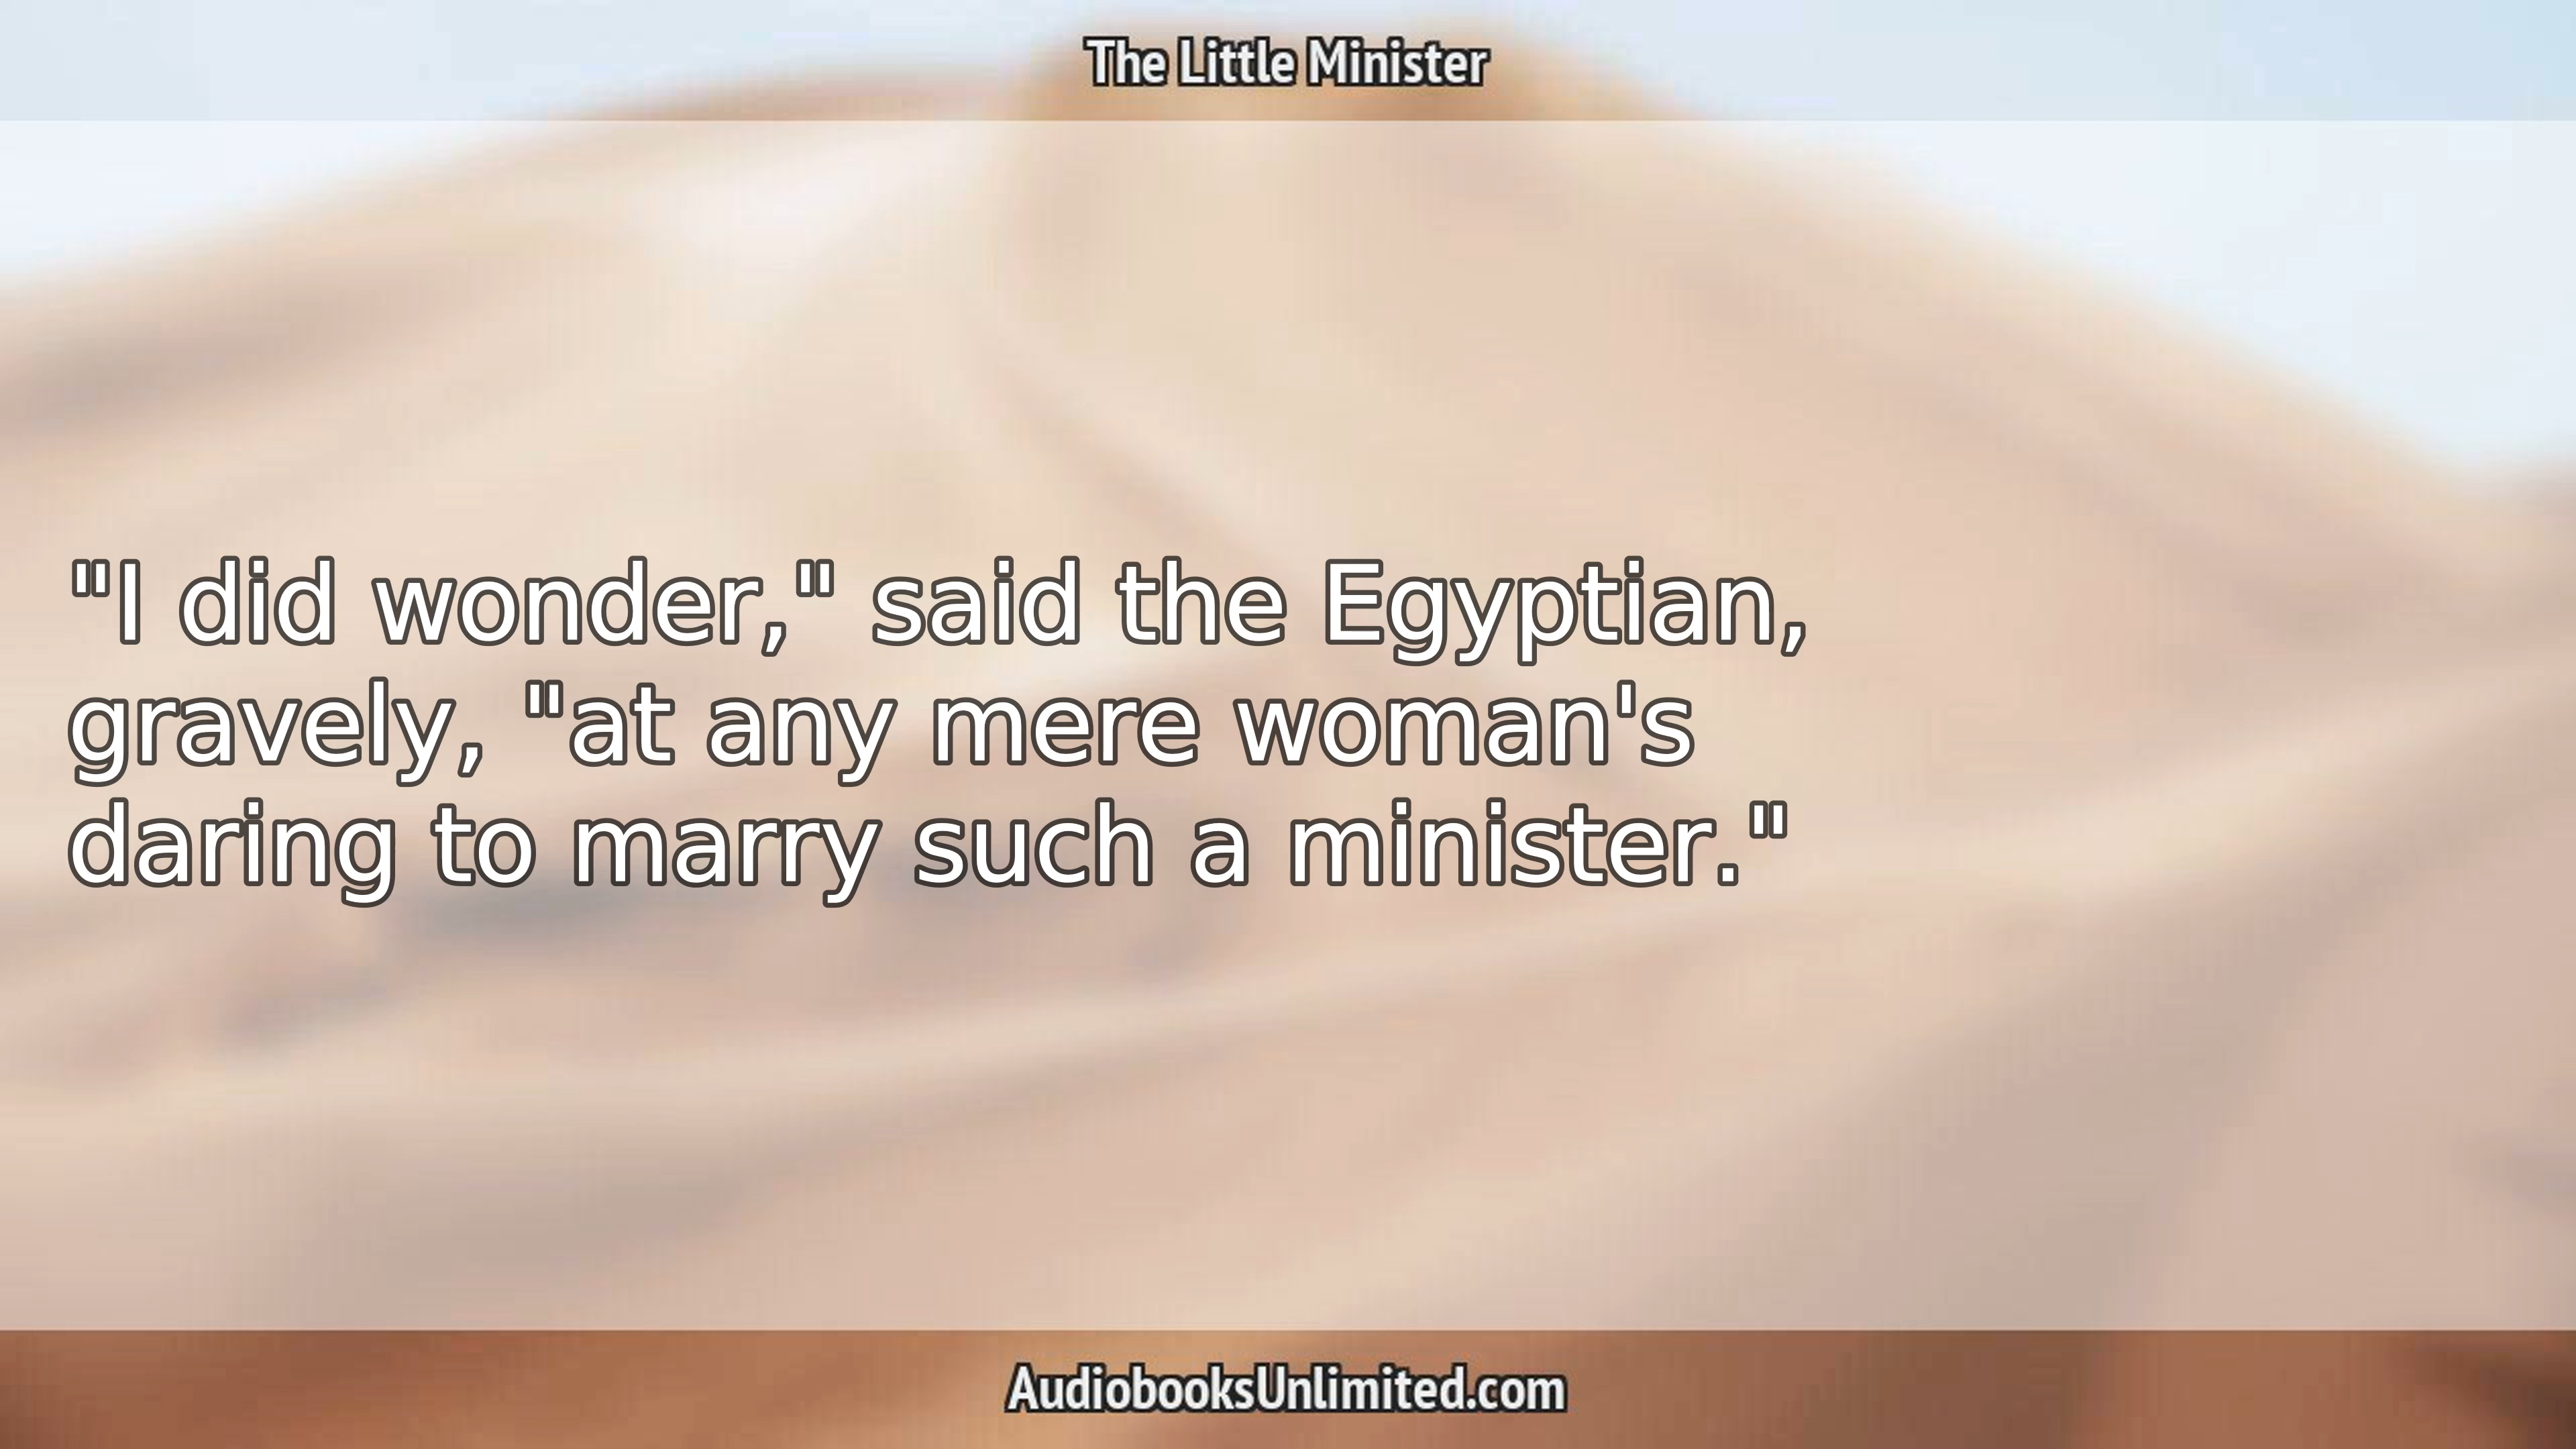 The Little Minister
"I did wonder," said the Egyptian,
gravely, "at any mere woman's
daring to marry such a minister."
AudiobooksUnlimited.com